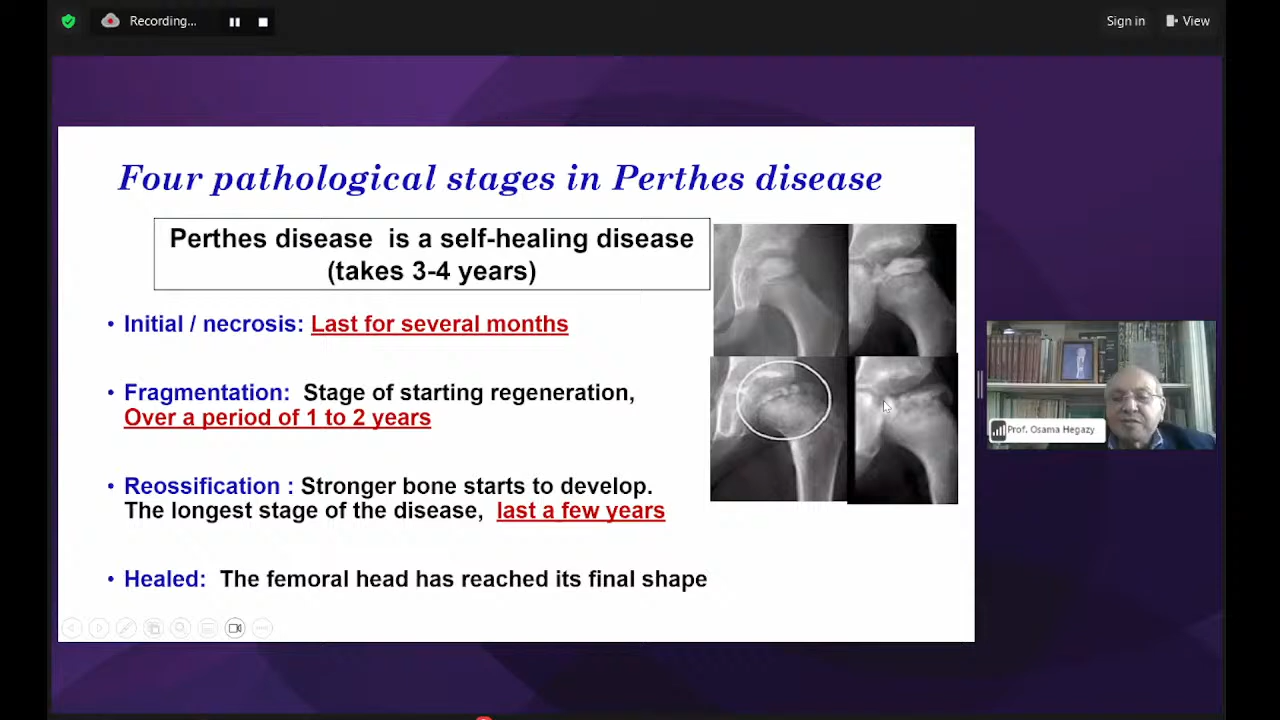 Recording...
Sign in
View
Four pathological stages in Perthes disease
Perthes disease is a self-healing disease
(takes 3-4 years)
• Initial / necrosis: Last for several months
• Fragmentation: Stage of starting regeneration,
Over a period of 1 to 2 years
• Reossification : Stronger bone starts to develop.
The longest stage of the disease, last a few years
• Healed: The femoral head has reached its final shape
Prof. Osama Hegazy